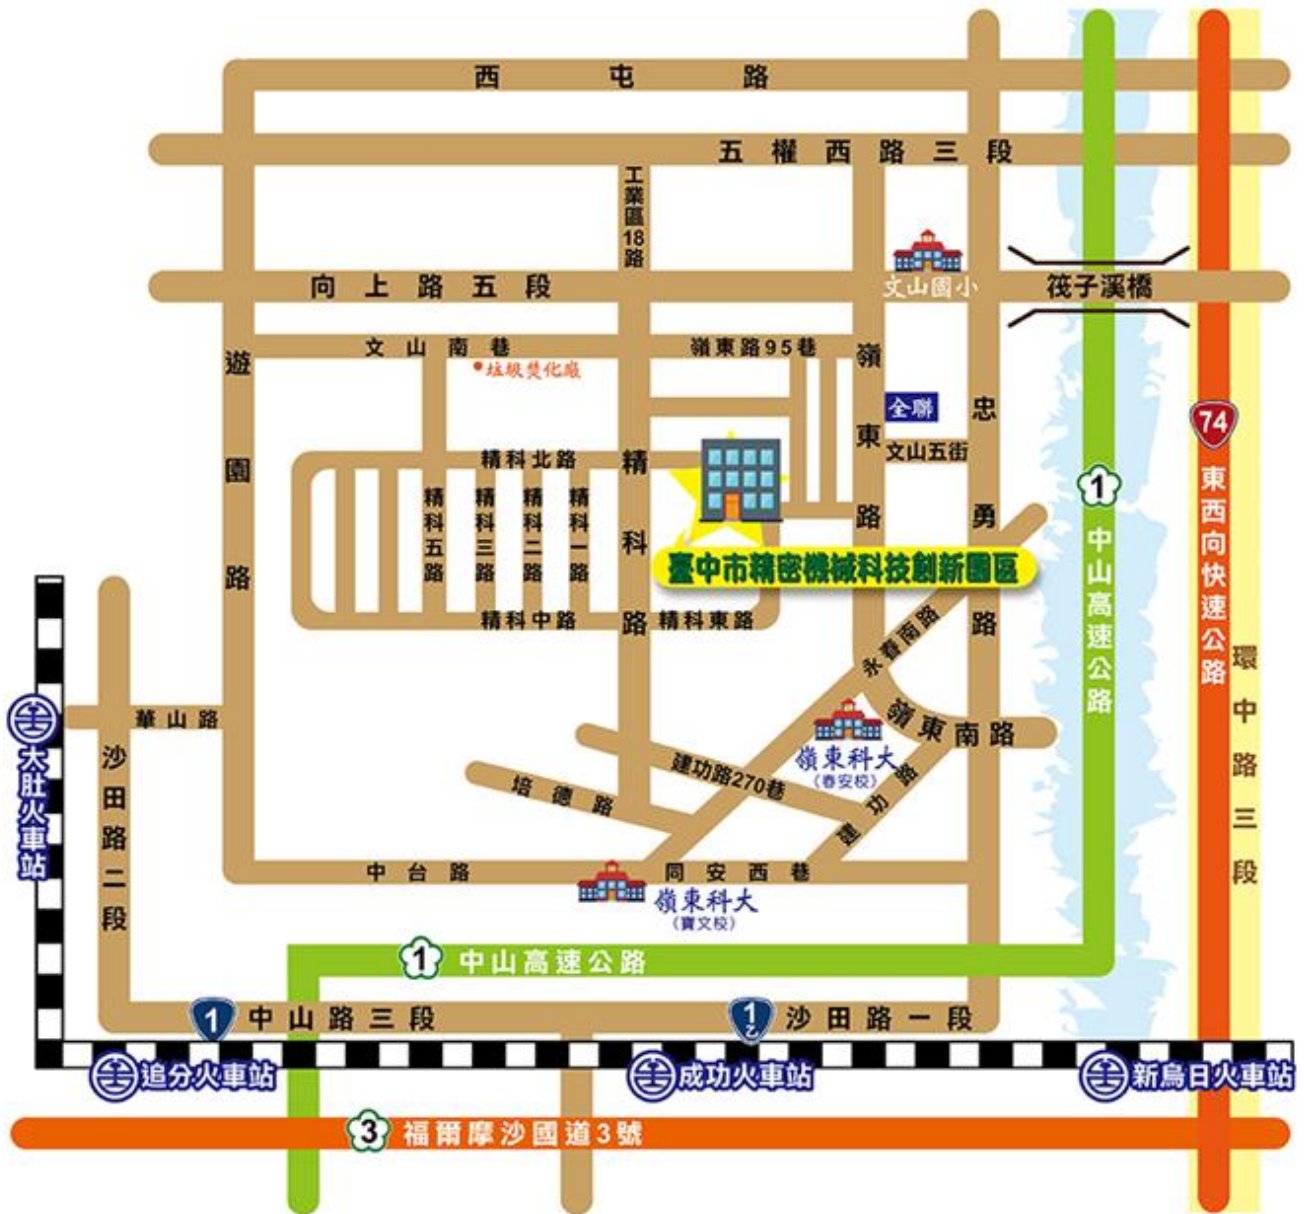 西屯路
五權西路三段
工業區18路
文山國小
向上路五段
筏子溪橋
文山南巷
嶺東路95巷
垃圾焚化廠
遊園路
嶺東路
全聯
忠勇路
74
文山五街
精科北路
精科路
精科五路
精科三路
精科二路
精科一路
1
中山高速公路
東西向快速公路
臺中市精密機械科技創新園區
精科中路
精科東路
永春南路
環中路三段
華山路
大肚火車站
沙田路二段
嶺東南路
嶺東科大
(春安校)
建功路270巷
培德路
建功路
中台路
同安西巷
嶺東科大
(寶文校)
1
中山高速公路
1
中山路三段
1乙
沙田路一段
追分火車站
成功火車站
新烏日火車站
3
福爾摩沙國道3號